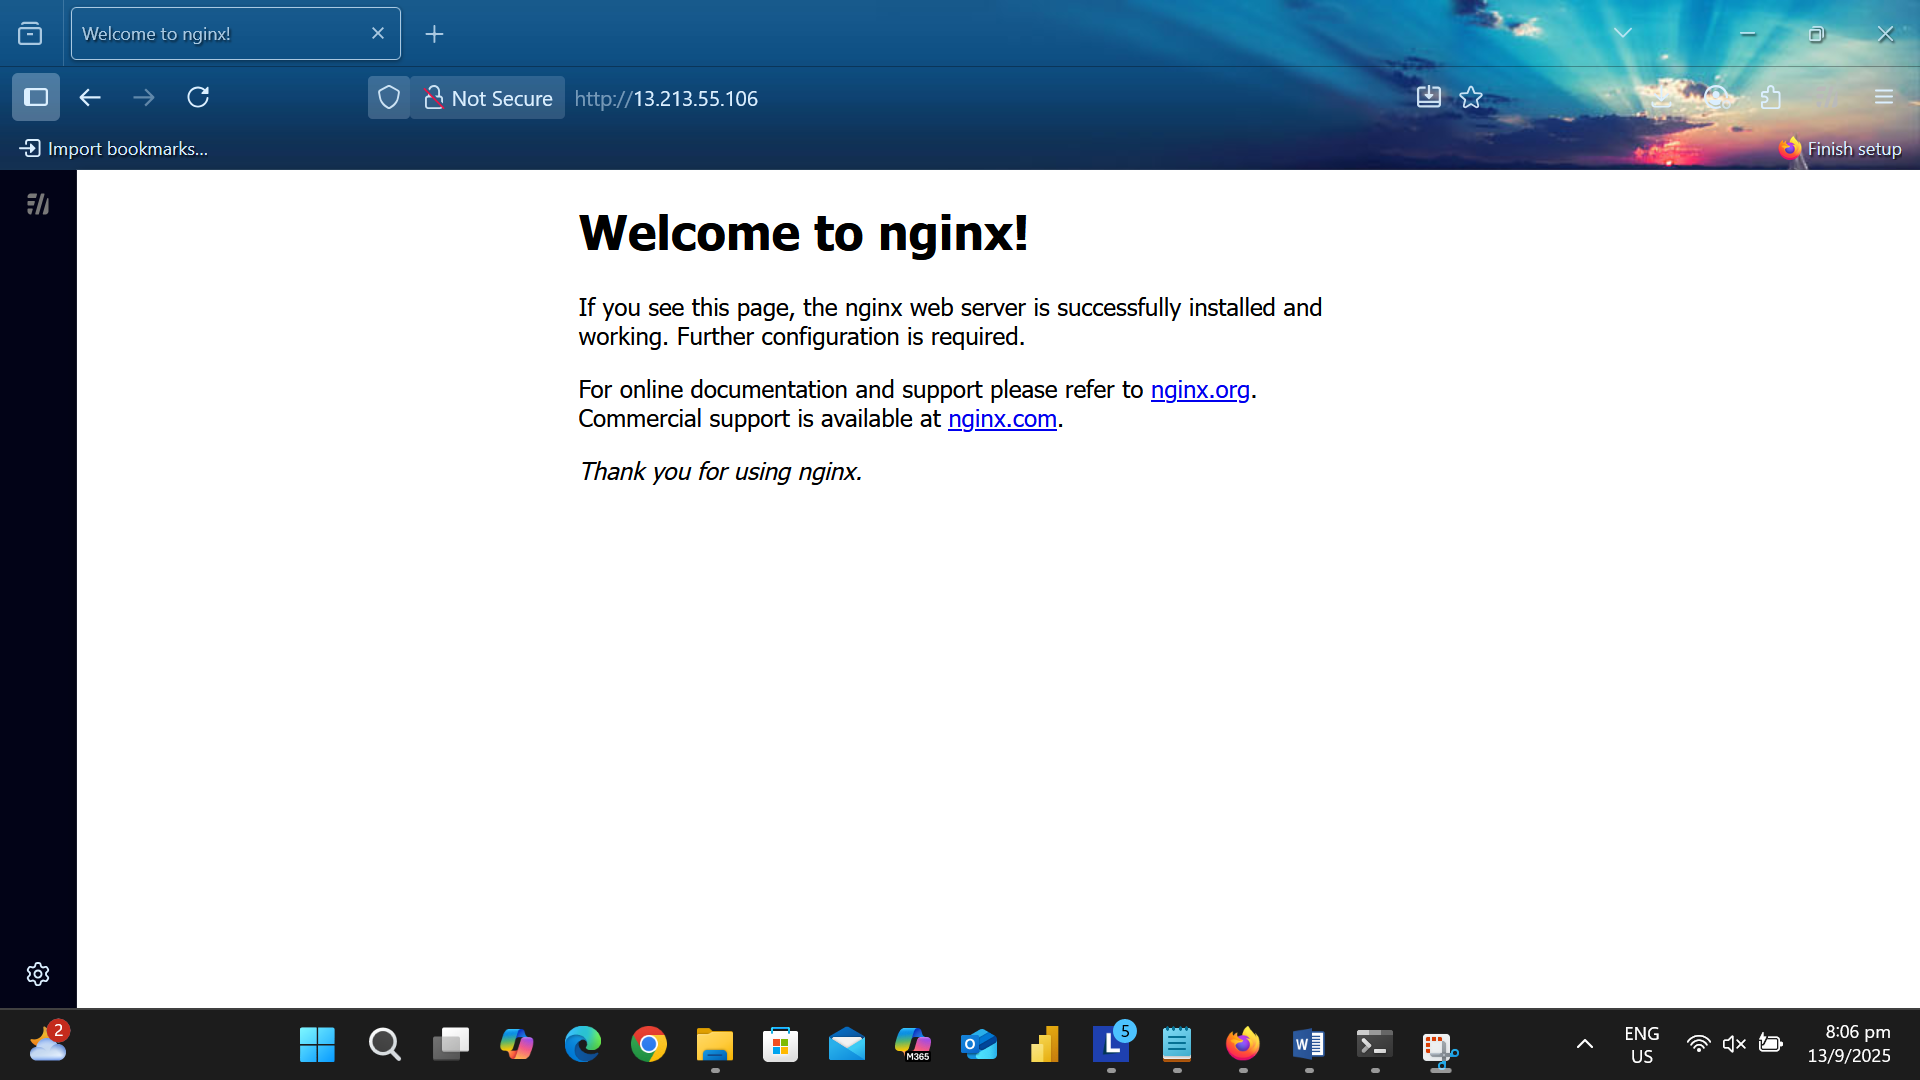 Welcome to nginx!
Not Secure http://13.213.55.106
Import bookmarks...
Finish setup
Welcome to nginx!
If you see this page, the nginx web server is successfully installed and
working. Further configuration is required.
For online documentation and support please refer to nginx.org.
Commercial support is available at nginx.com.
Thank you for using nginx.
2
M365
O
L
5
W
ENG
US
8:06 pm
13/9/2025